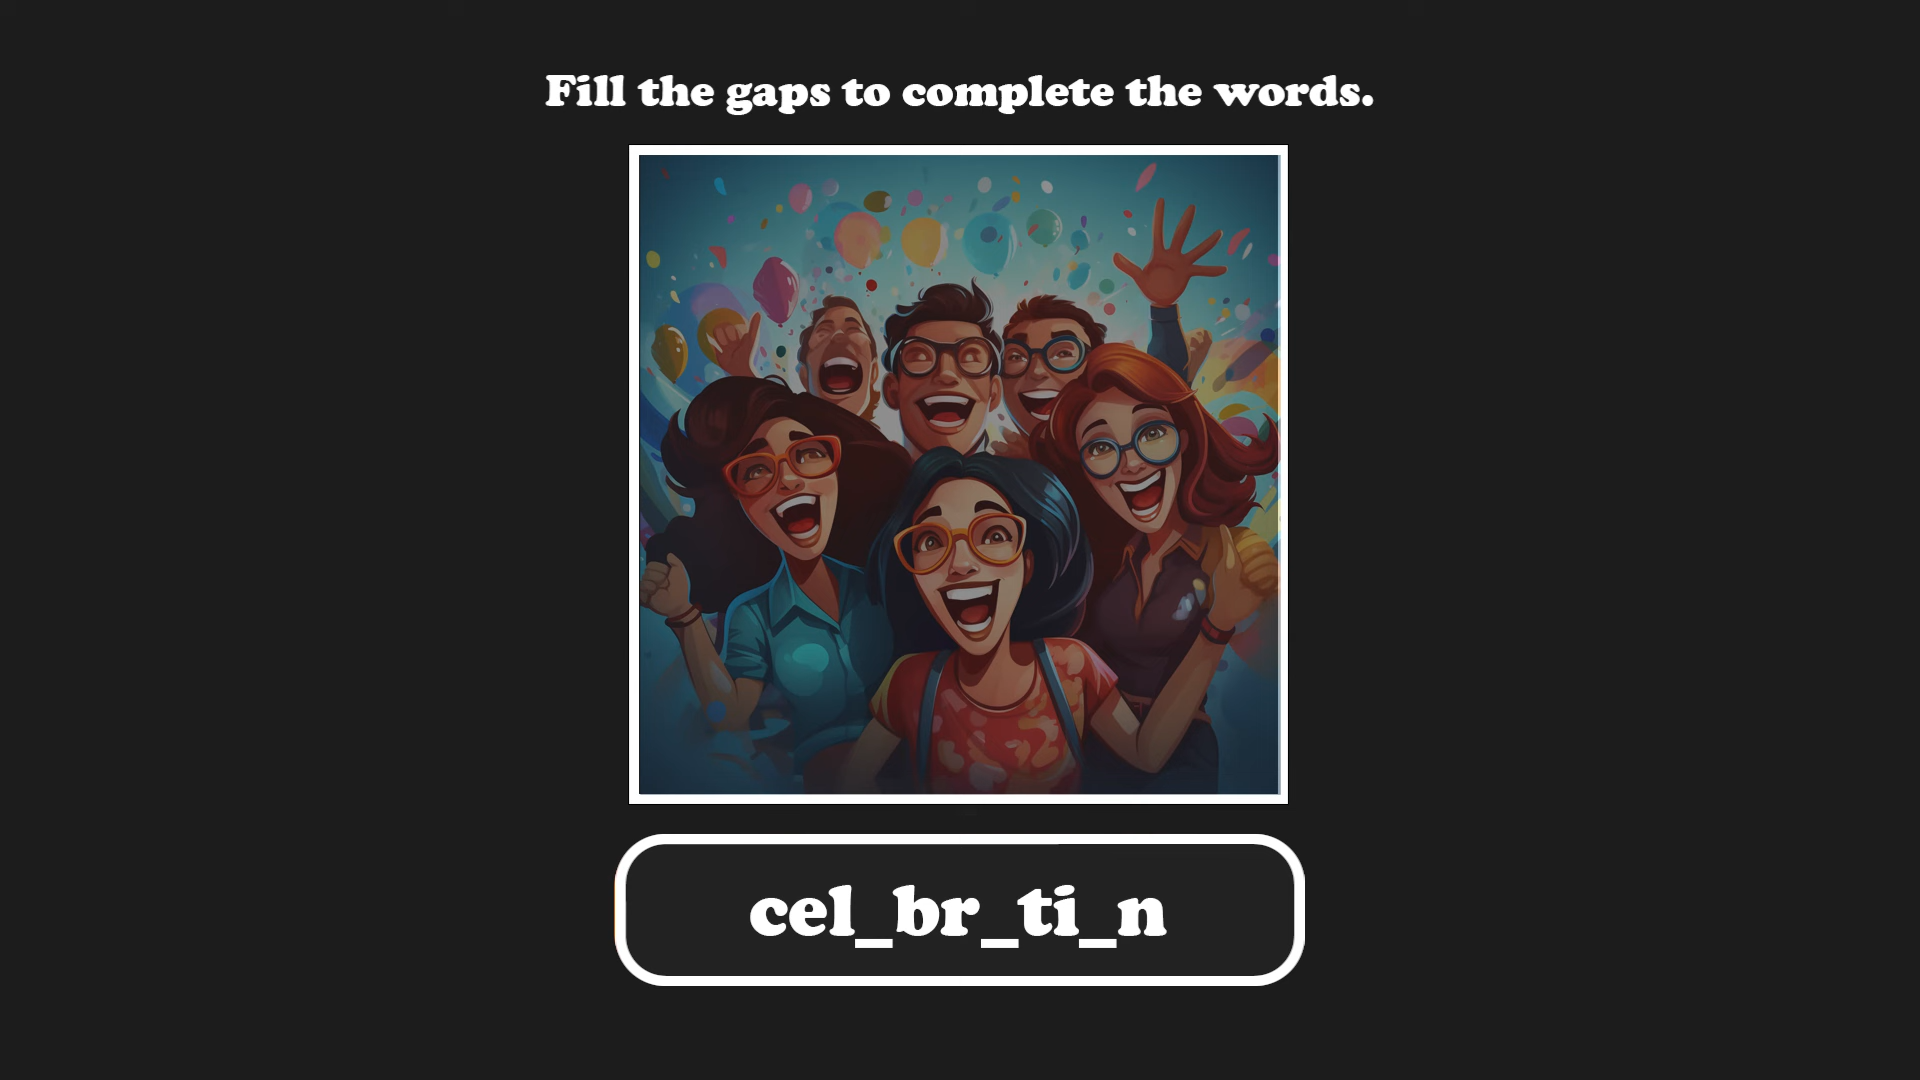 Fill the gaps to complete the words.
cel_br_ti_n